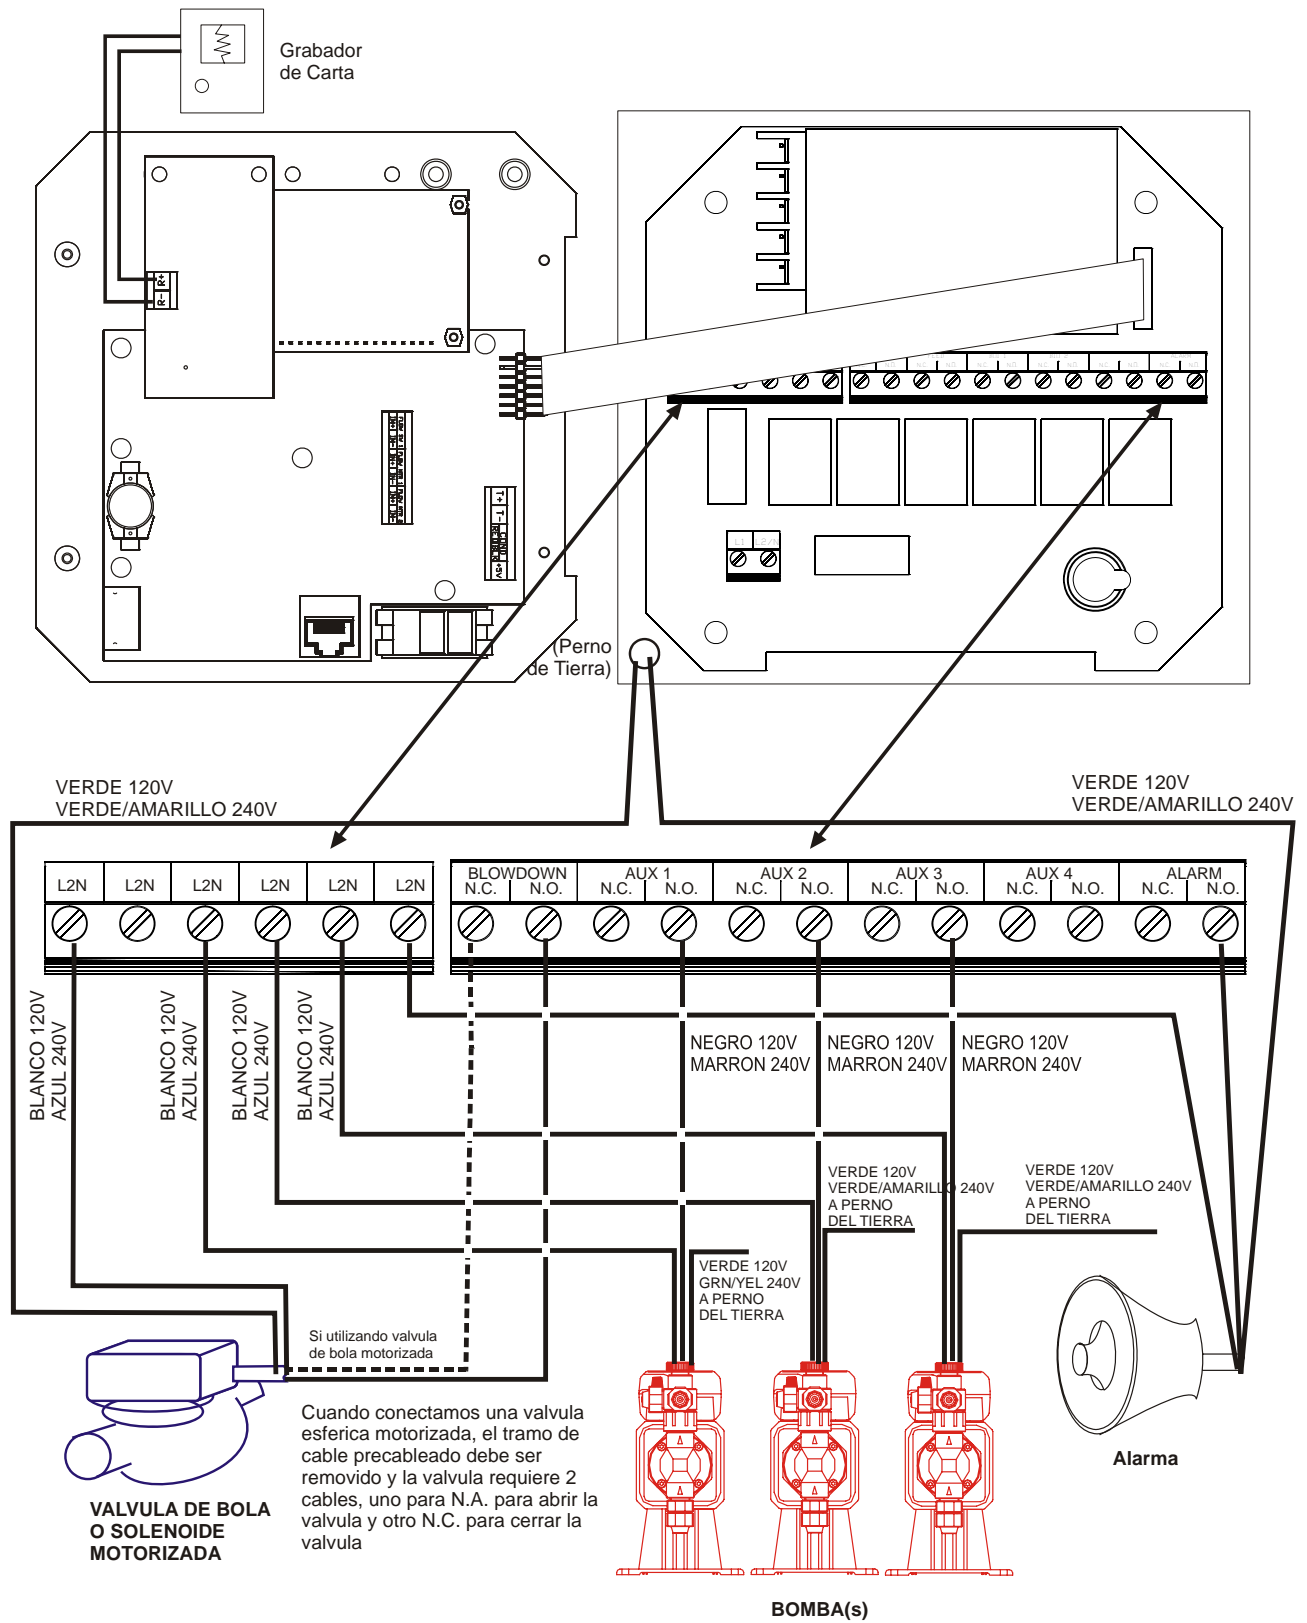 Grabador
de Carta
R+
R-
T+
T-
COND
+5V
L1
L2/N
(Perno
de Tierra)
VERDE 120V
VERDE/AMARILLO 240V
VERDE 120V
VERDE/AMARILLO 240V
L2N L2N L2N L2N L2N L2N
BLOWDOWN AUX 1 AUX 2 AUX 3 AUX 4 ALARM
N.C. N.O. N.C. N.O. N.C. N.O. N.C. N.O. N.C. N.O. N.C. N.O.
BLANCO 120V
AZUL 240V
BLANCO 120V
AZUL 240V
BLANCO 120V
AZUL 240V
BLANCO 120V
AZUL 240V
NEGRO 120V
MARRON 240V
NEGRO 120V
MARRON 240V
NEGRO 120V
MARRON 240V
VERDE 120V
VERDE/AMARILLO 240V
A PERNO
DEL TIERRA
VERDE 120V
VERDE/AMARILLO 240V
A PERNO
DEL TIERRA
VERDE 120V
GRN/YEL 240V
A PERNO
DEL TIERRA
Si utilizando valvula
de bola motorizada
Cuando conectamos una valvula
esferica motorizada, el tramo de
cable precableado debe ser
removido y la valvula requiere 2
cables, uno para N.A. para abrir la
valvula y otro N.C. para cerrar la
valvula
VALVULA DE BOLA
O SOLENOIDE
MOTORIZADA
Alarma
BOMBA(s)